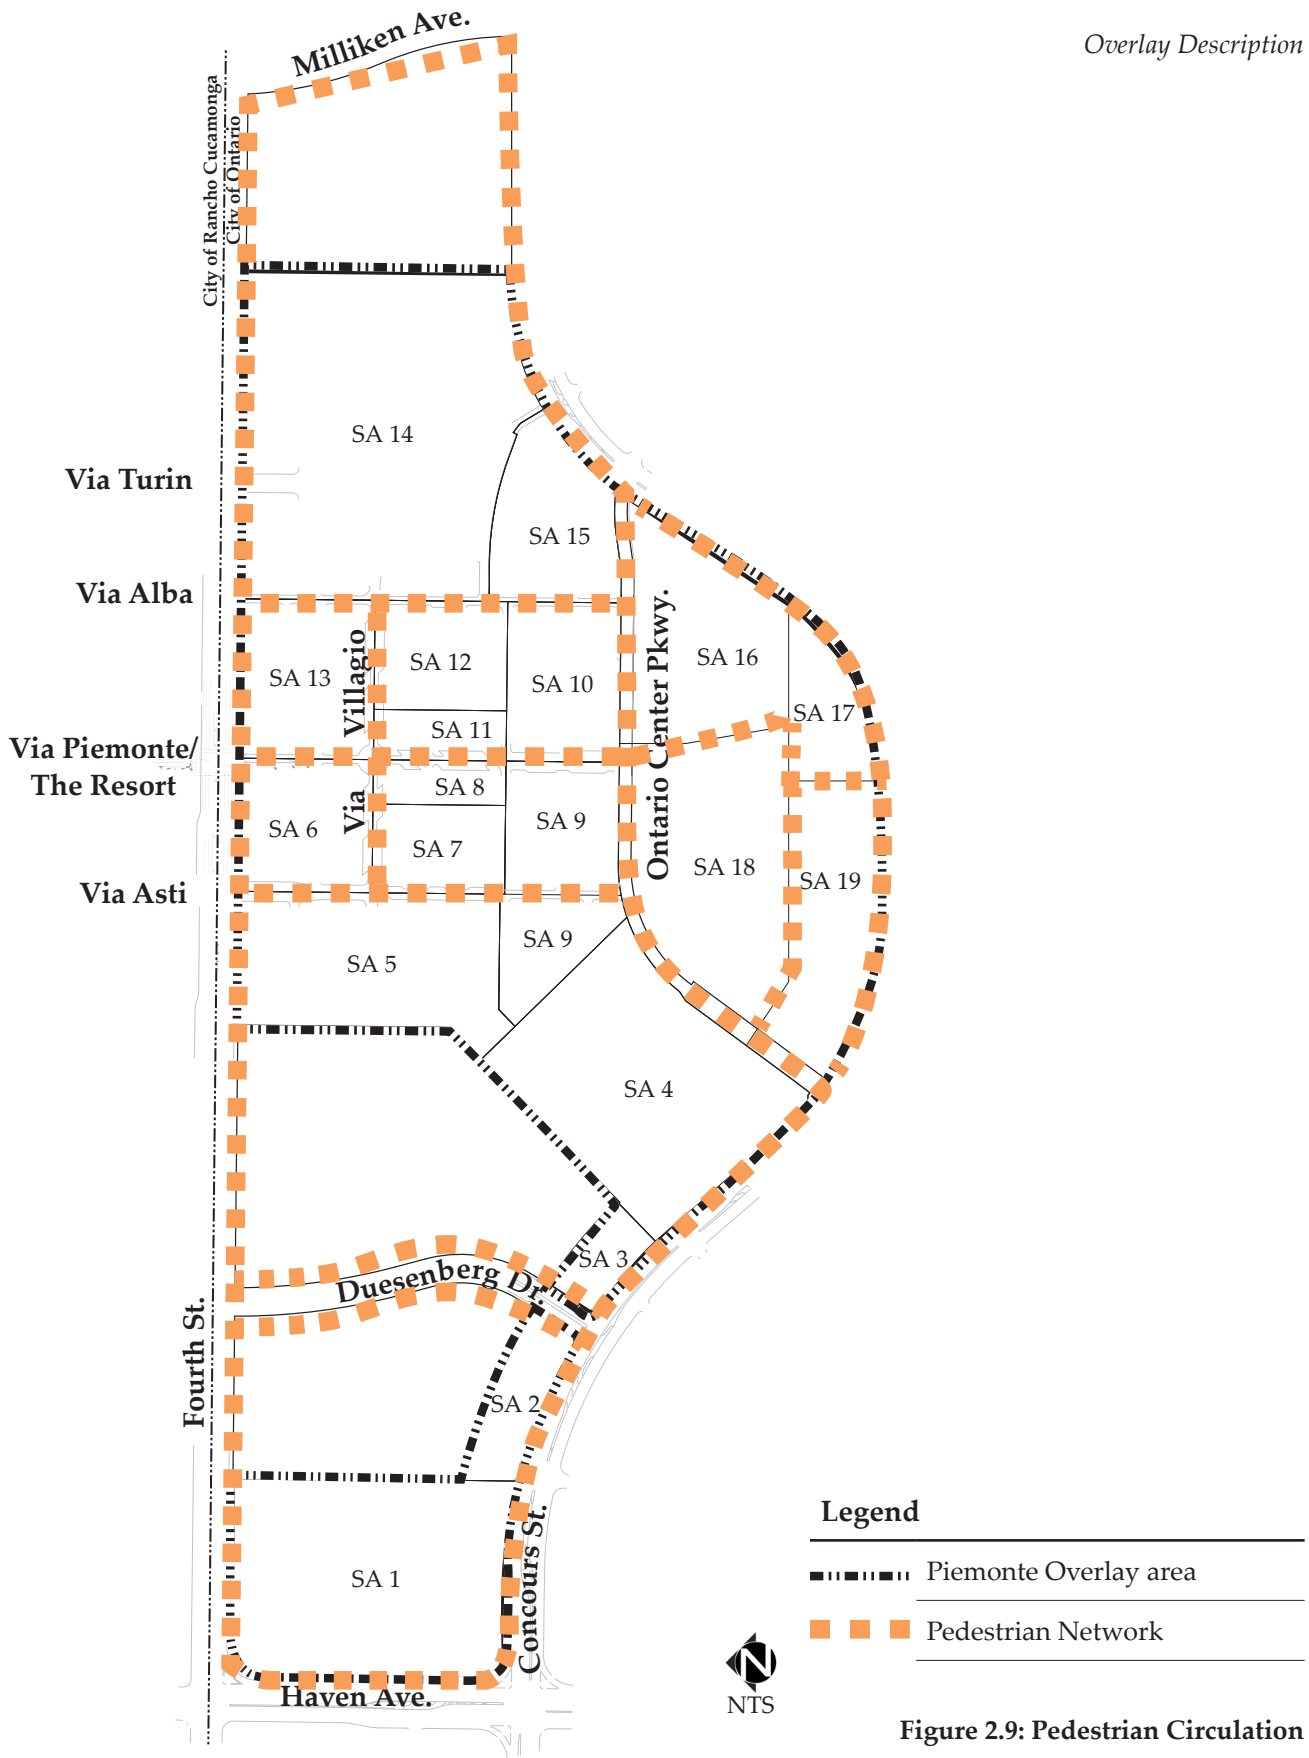 Overlay Description
Milliken Ave.
City of Rancho Cucamonga
City of Ontario
SA 14
Via Turin
SA 15
Via Alba
Ontario Center Pkwy.
SA 16
SA 13
Via Villagio
SA 12
SA 10
SA 17
SA 11
Via Piemonte/
The Resort
SA 8
SA 6
SA 7
SA 9
SA 18
SA 19
Via Asti
SA 9
SA 5
SA 4
SA 3
Duesenberg Dr.
Fourth St.
SA 2
Concours St.
SA 1
Haven Ave.
Legend
Piemonte Overlay area
Pedestrian Network
N
NTS
Figure 2.9: Pedestrian Circulation